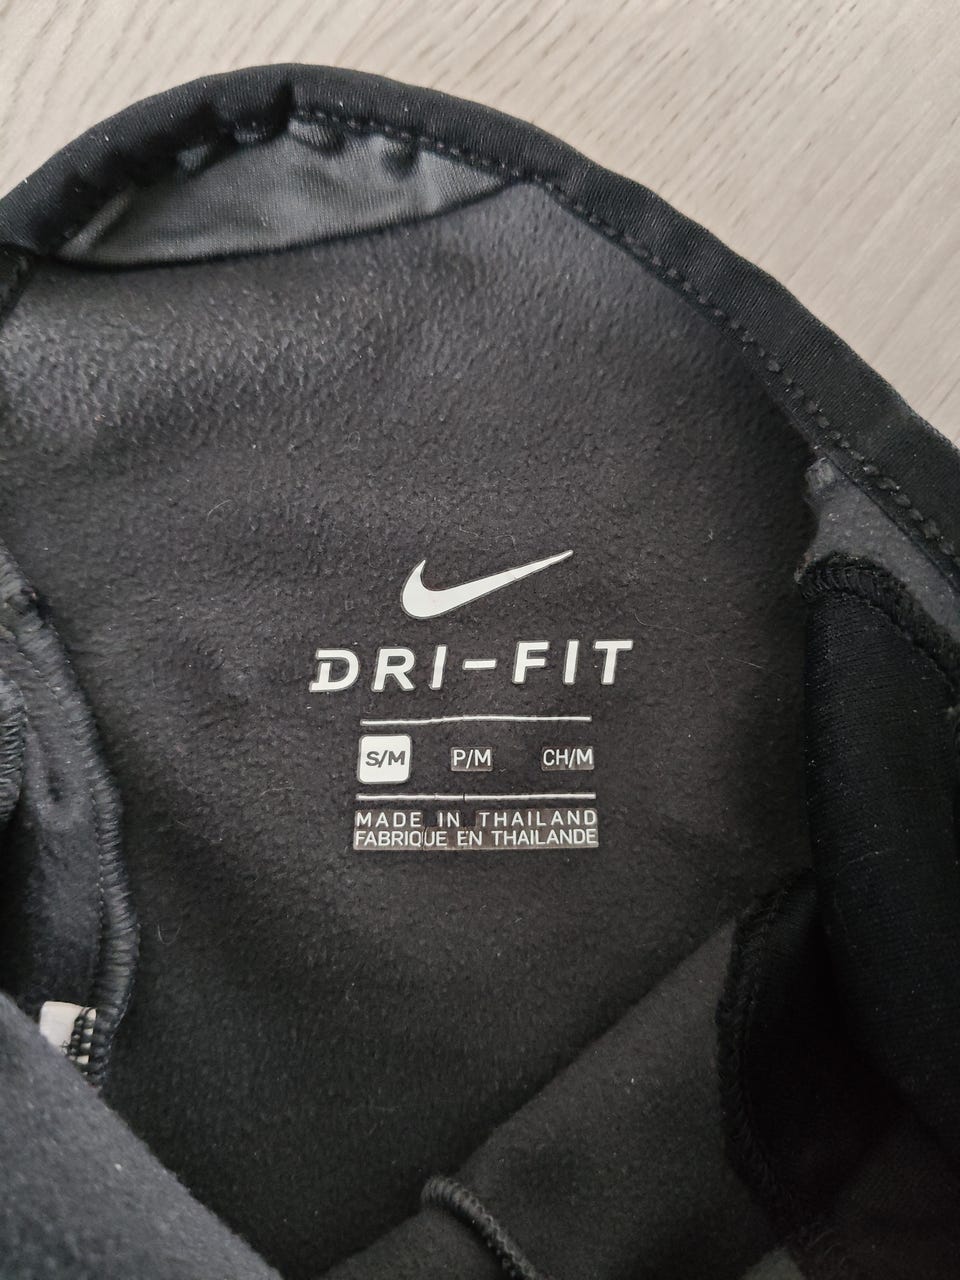 DRI-FIT
S/M P/M CH/M
MADE IN THAILAND
FABRIQUE EN THAILANDE